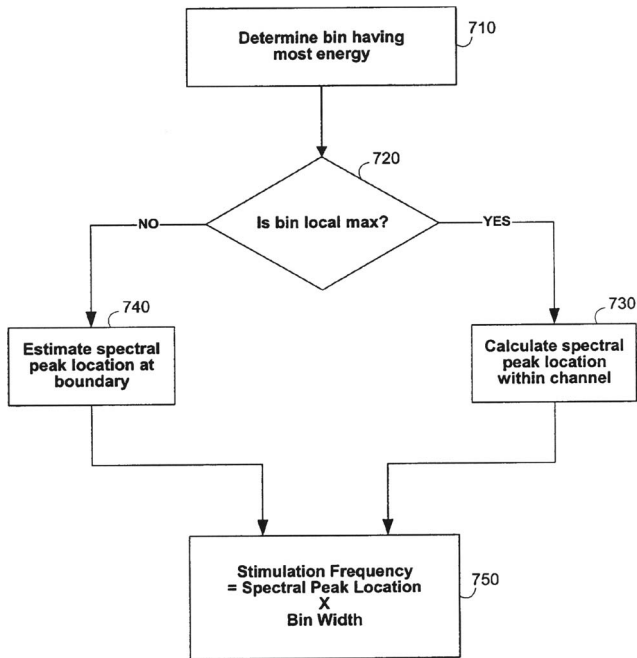 Determine bin having
most energy
710
720
Is bin local max?
NO
YES
740
730
Estimate spectral
peak location at
boundary
Calculate spectral
peak location
within channel
Stimulation Frequency
= Spectral Peak Location
X
Bin Width
750